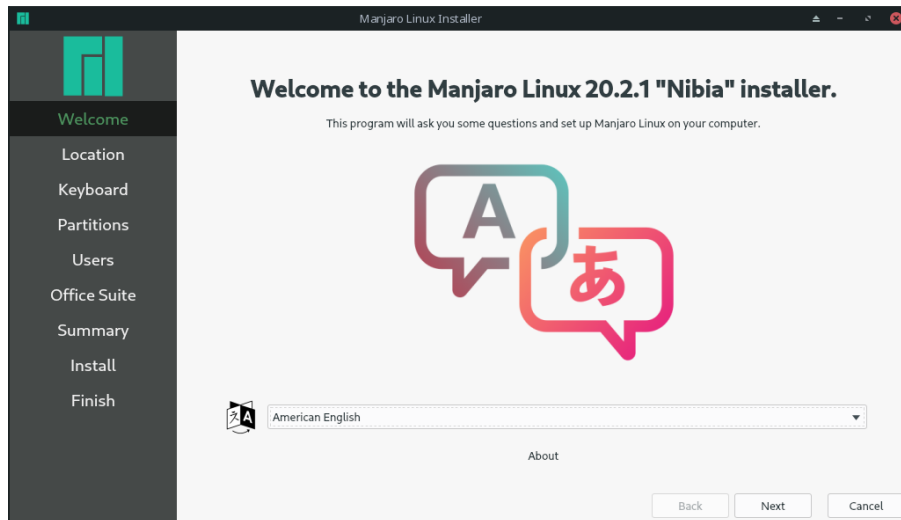 Manjaro Linux Installer
Welcome
Location
Keyboard
Partitions
Users
Office Suite
Summary
Install
Finish
Welcome to the Manjaro Linux 20.2.1 "Nibia" installer.
This program will ask you some questions and set up Manjaro Linux on your computer.
A
あ
American English
About
Back
Next
Cancel